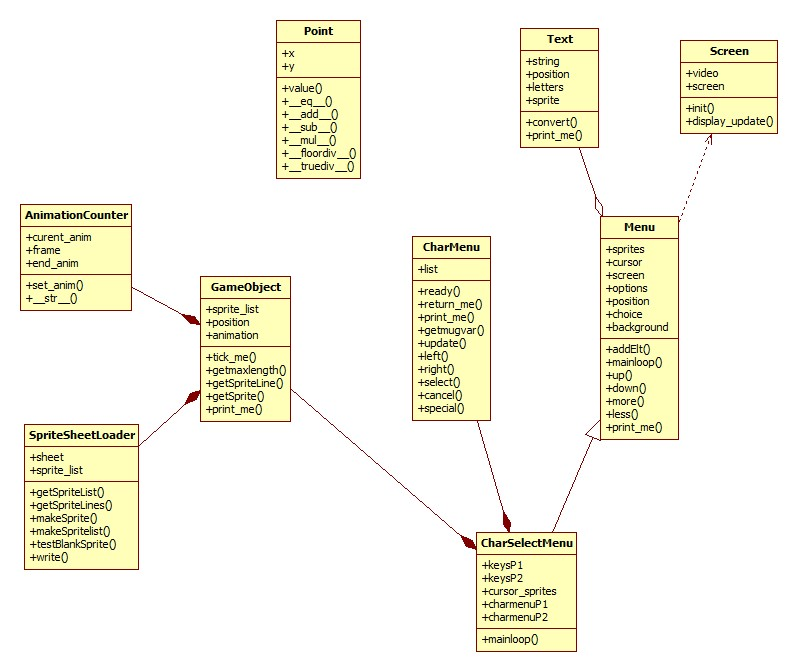 Point
+x
+y
+value()
+__eq__()
+__add__()
+__sub__()
+__mul__()
+__floordiv__()
+__truediv__()
Text
+string
+position
+letters
+sprite
+convert()
+print_me()
Screen
+video
+screen
+init()
+display_update()
AnimationCounter
+curent_anim
+frame
+end_anim
+set_anim()
+__str__()
GameObject
+sprite_list
+position
+animation
+tick_me()
+getmaxlength()
+getSpriteLine()
+getSprite()
+print_me()
CharMenu
+list
+ready()
+return_me()
+print_me()
+getmugvar()
+update()
+left()
+right()
+select()
+cancel()
+special()
Menu
+sprites
+cursor
+screen
+options
+position
+choice
+background
+addElt()
+mainloop()
+up()
+down()
+more()
+less()
+print_me()
SpriteSheetLoader
+sheet
+sprite_list
+getSpriteList()
+getSpriteLines()
+makeSprite()
+makeSpritelist()
+testBlankSprite()
+write()
CharSelectMenu
+keysP1
+keysP2
+cursor_sprites
+charmenuP1
+charmenuP2
+mainloop()